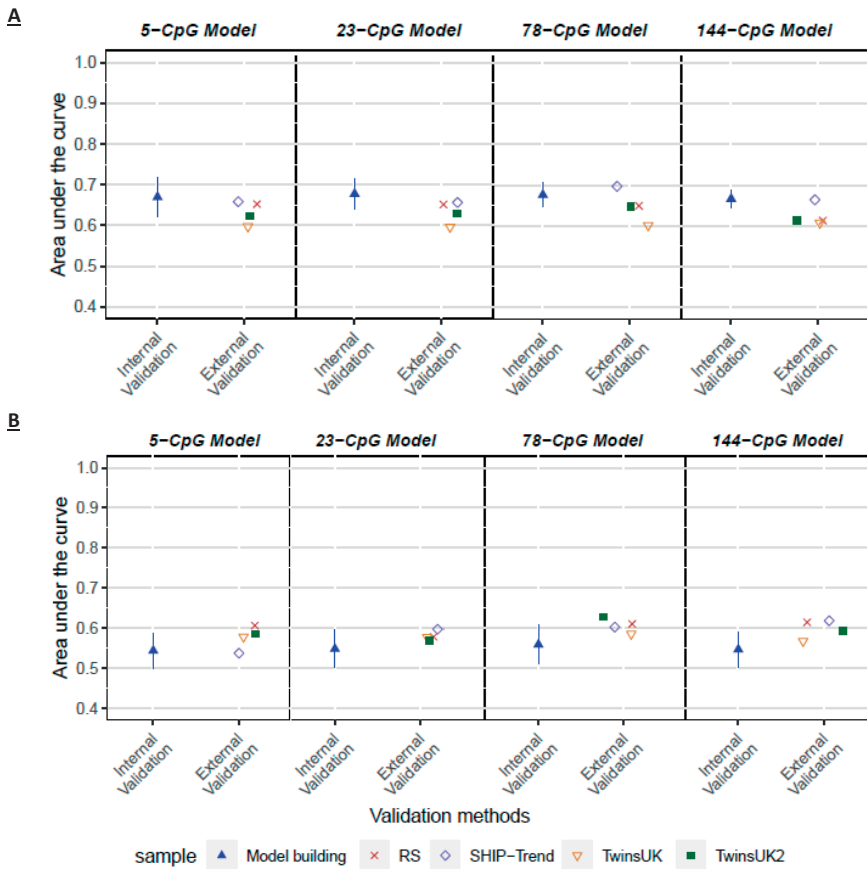 A
5-CpG Model 23-CpG Model 78-CpG Model 144-CpG Model
Area under the curve
1.0
0.9
0.8
0.7
0.6
0.5
0.4
Internal Validation
External Validation
Internal Validation
External Validation
Internal Validation
External Validation
Internal Validation
External Validation
B
5-CpG Model 23-CpG Model 78-CpG Model 144-CpG Model
Area under the curve
1.0
0.9
0.8
0.7
0.6
0.5
0.4
Internal Validation
External Validation
Internal Validation
External Validation
Internal Validation
External Validation
Internal Validation
External Validation
Validation methods
sample Model building RS SHIP-Trend TwinsUK TwinsUK2